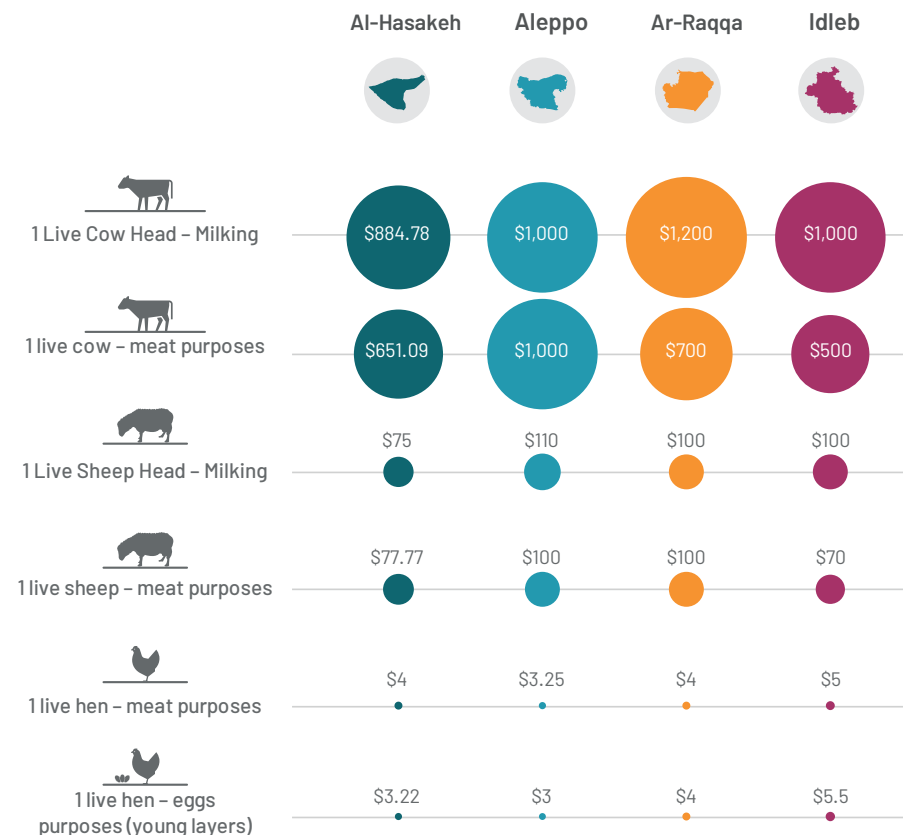 Al-Hasakeh Aleppo Ar-Raqqa Idleb
1 Live Cow Head – Milking $884.78 $1,000 $1,200 $1,000
1 live cow – meat purposes $651.09 $1,000 $700 $500
$75 $110 $100 $100
1 Live Sheep Head – Milking
$77.77 $100 $100 $70
1 live sheep – meat purposes
$4 $3.25 $4 $5
1 live hen – meat purposes
$3.22 $3 $4 $5.5
1 live hen – eggs
purposes (young layers)